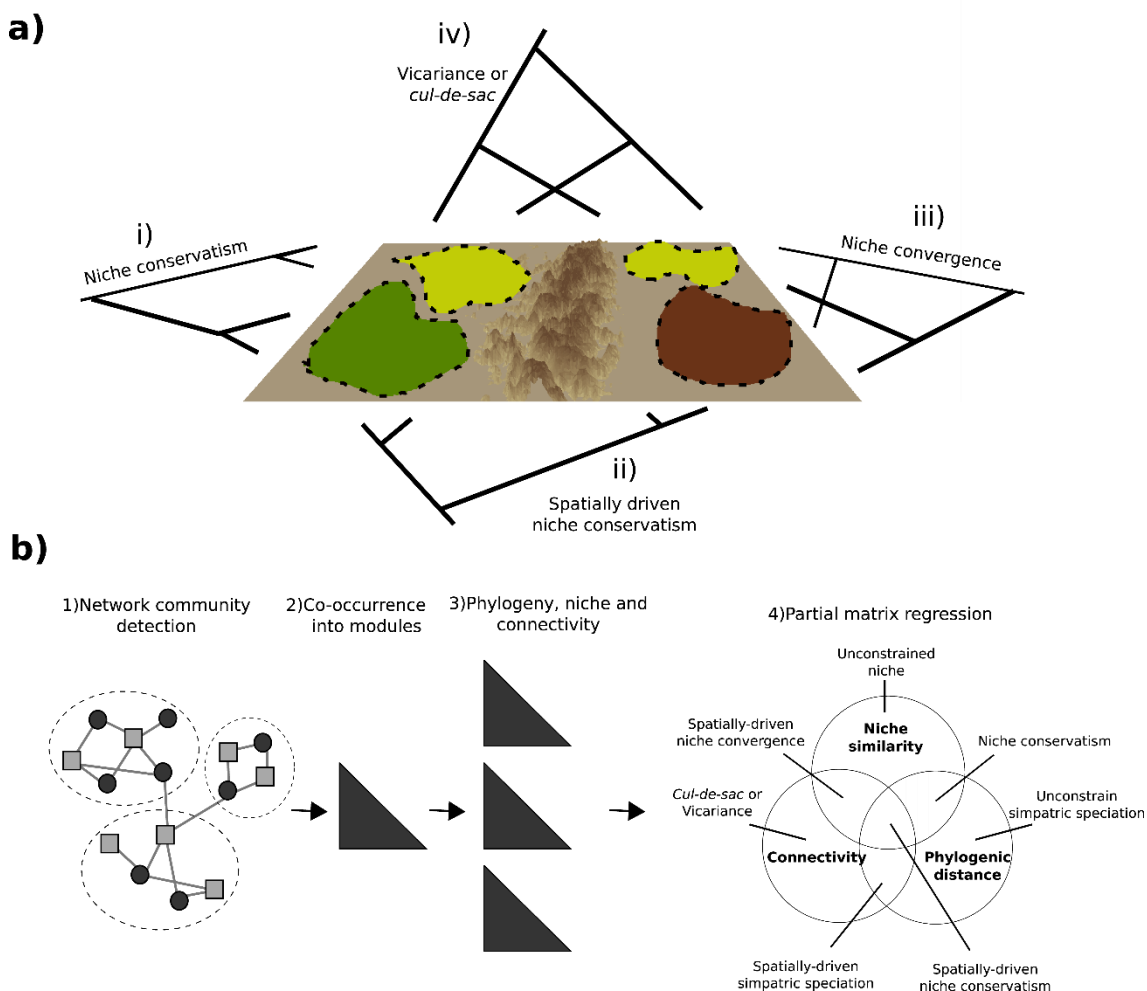 a)
iv)
Vicariance or
cul-de-sac
i)
Niche conservatism
iii)
Niche convergence
ii)
Spatially driven
niche conservatism
b)
1)Network community
detection
2)Co-occurrence
into modules
3)Phylogeny, niche and
connectivity
4)Partial matrix regression
Unconstrained
niche
Spatially-driven
niche convergence
Niche
similarity
Niche conservatism
Cul-de-sac or
Vicariance
Unconstrain
simpatric speciation
Connectivity
Phylogenic
distance
Spatially-driven
simpatric speciation
Spatially-driven
niche conservatism